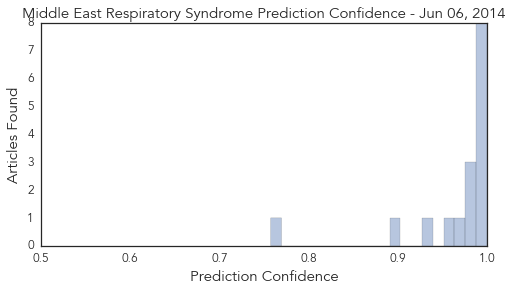 Middle East Respiratory Syndrome Prediction Confidence - Jun 06, 2014
8
7
6
5
4
3
2
1
0
Articles Found
0.5 0.6 0.7 0.8 0.9 1.0
Prediction Confidence